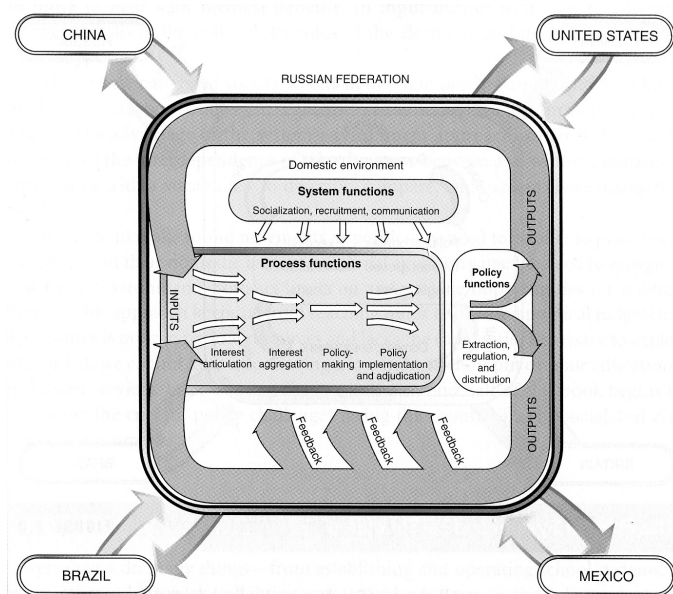 CHINA
UNITED STATES
RUSSIAN FEDERATION
Domestic environment
System functions
Socialization, recruitment, communication
Process functions
INPUTS
Interest
articulation
Interest
aggregation
Policy-
making
Policy
implementation
and adjudication
Policy
functions
Extraction,
regulation,
and
distribution
OUTPUTS
OUTPUTS
Feedback
Feedback
Feedback
BRAZIL
MEXICO